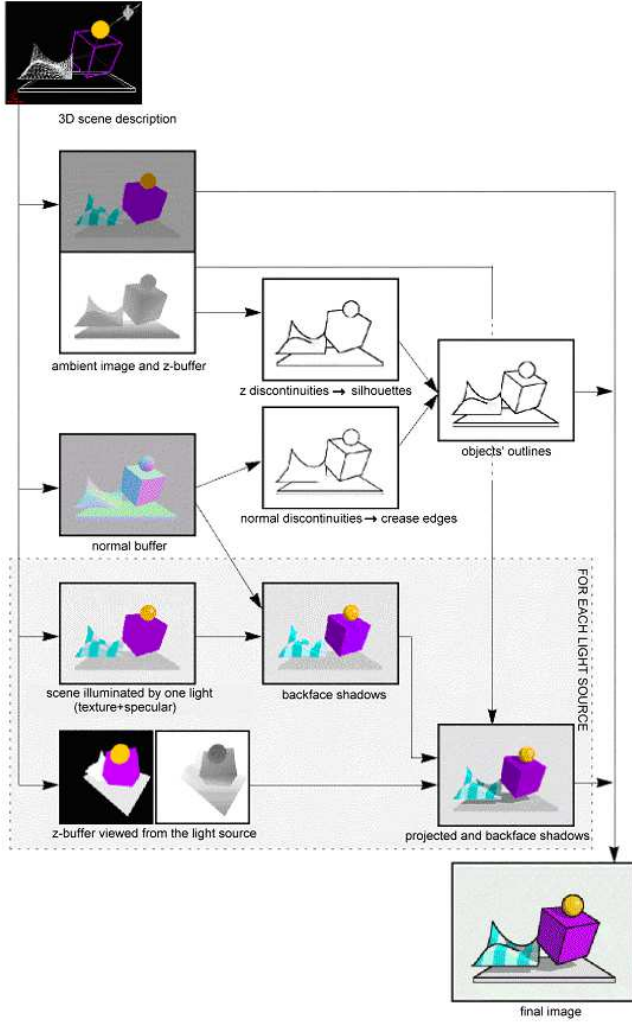 3D scene description
ambient image and z-buffer
z discontinuities → silhouettes
objects' outlines
normal discontinuities → crease edges
normal buffer
FOR EACH LIGHT SOURCE
scene illuminated by one light
(texture+specular)
backface shadows
z-buffer viewed from the light source
projected and backface shadows
final image